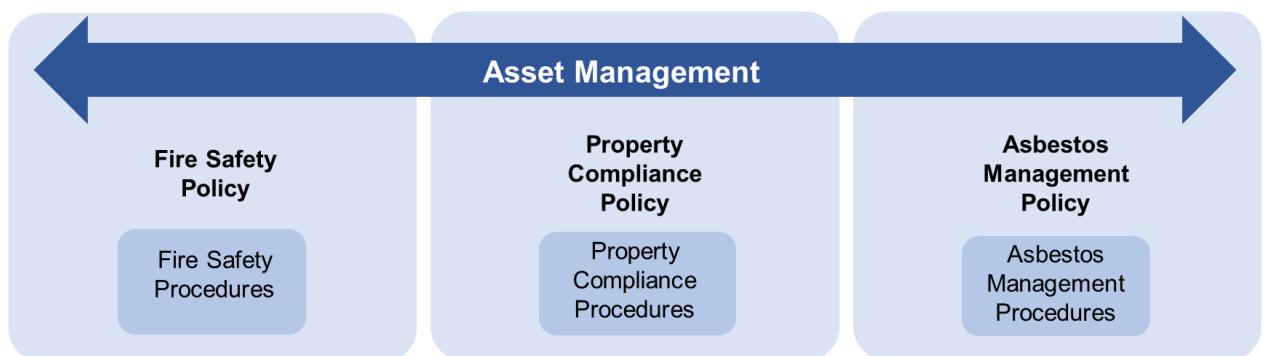 Asset Management
Fire Safety
Policy
Fire Safety
Procedures
Property
Compliance
Policy
Property
Compliance
Procedures
Asbestos
Management
Policy
Asbestos
Management
Procedures